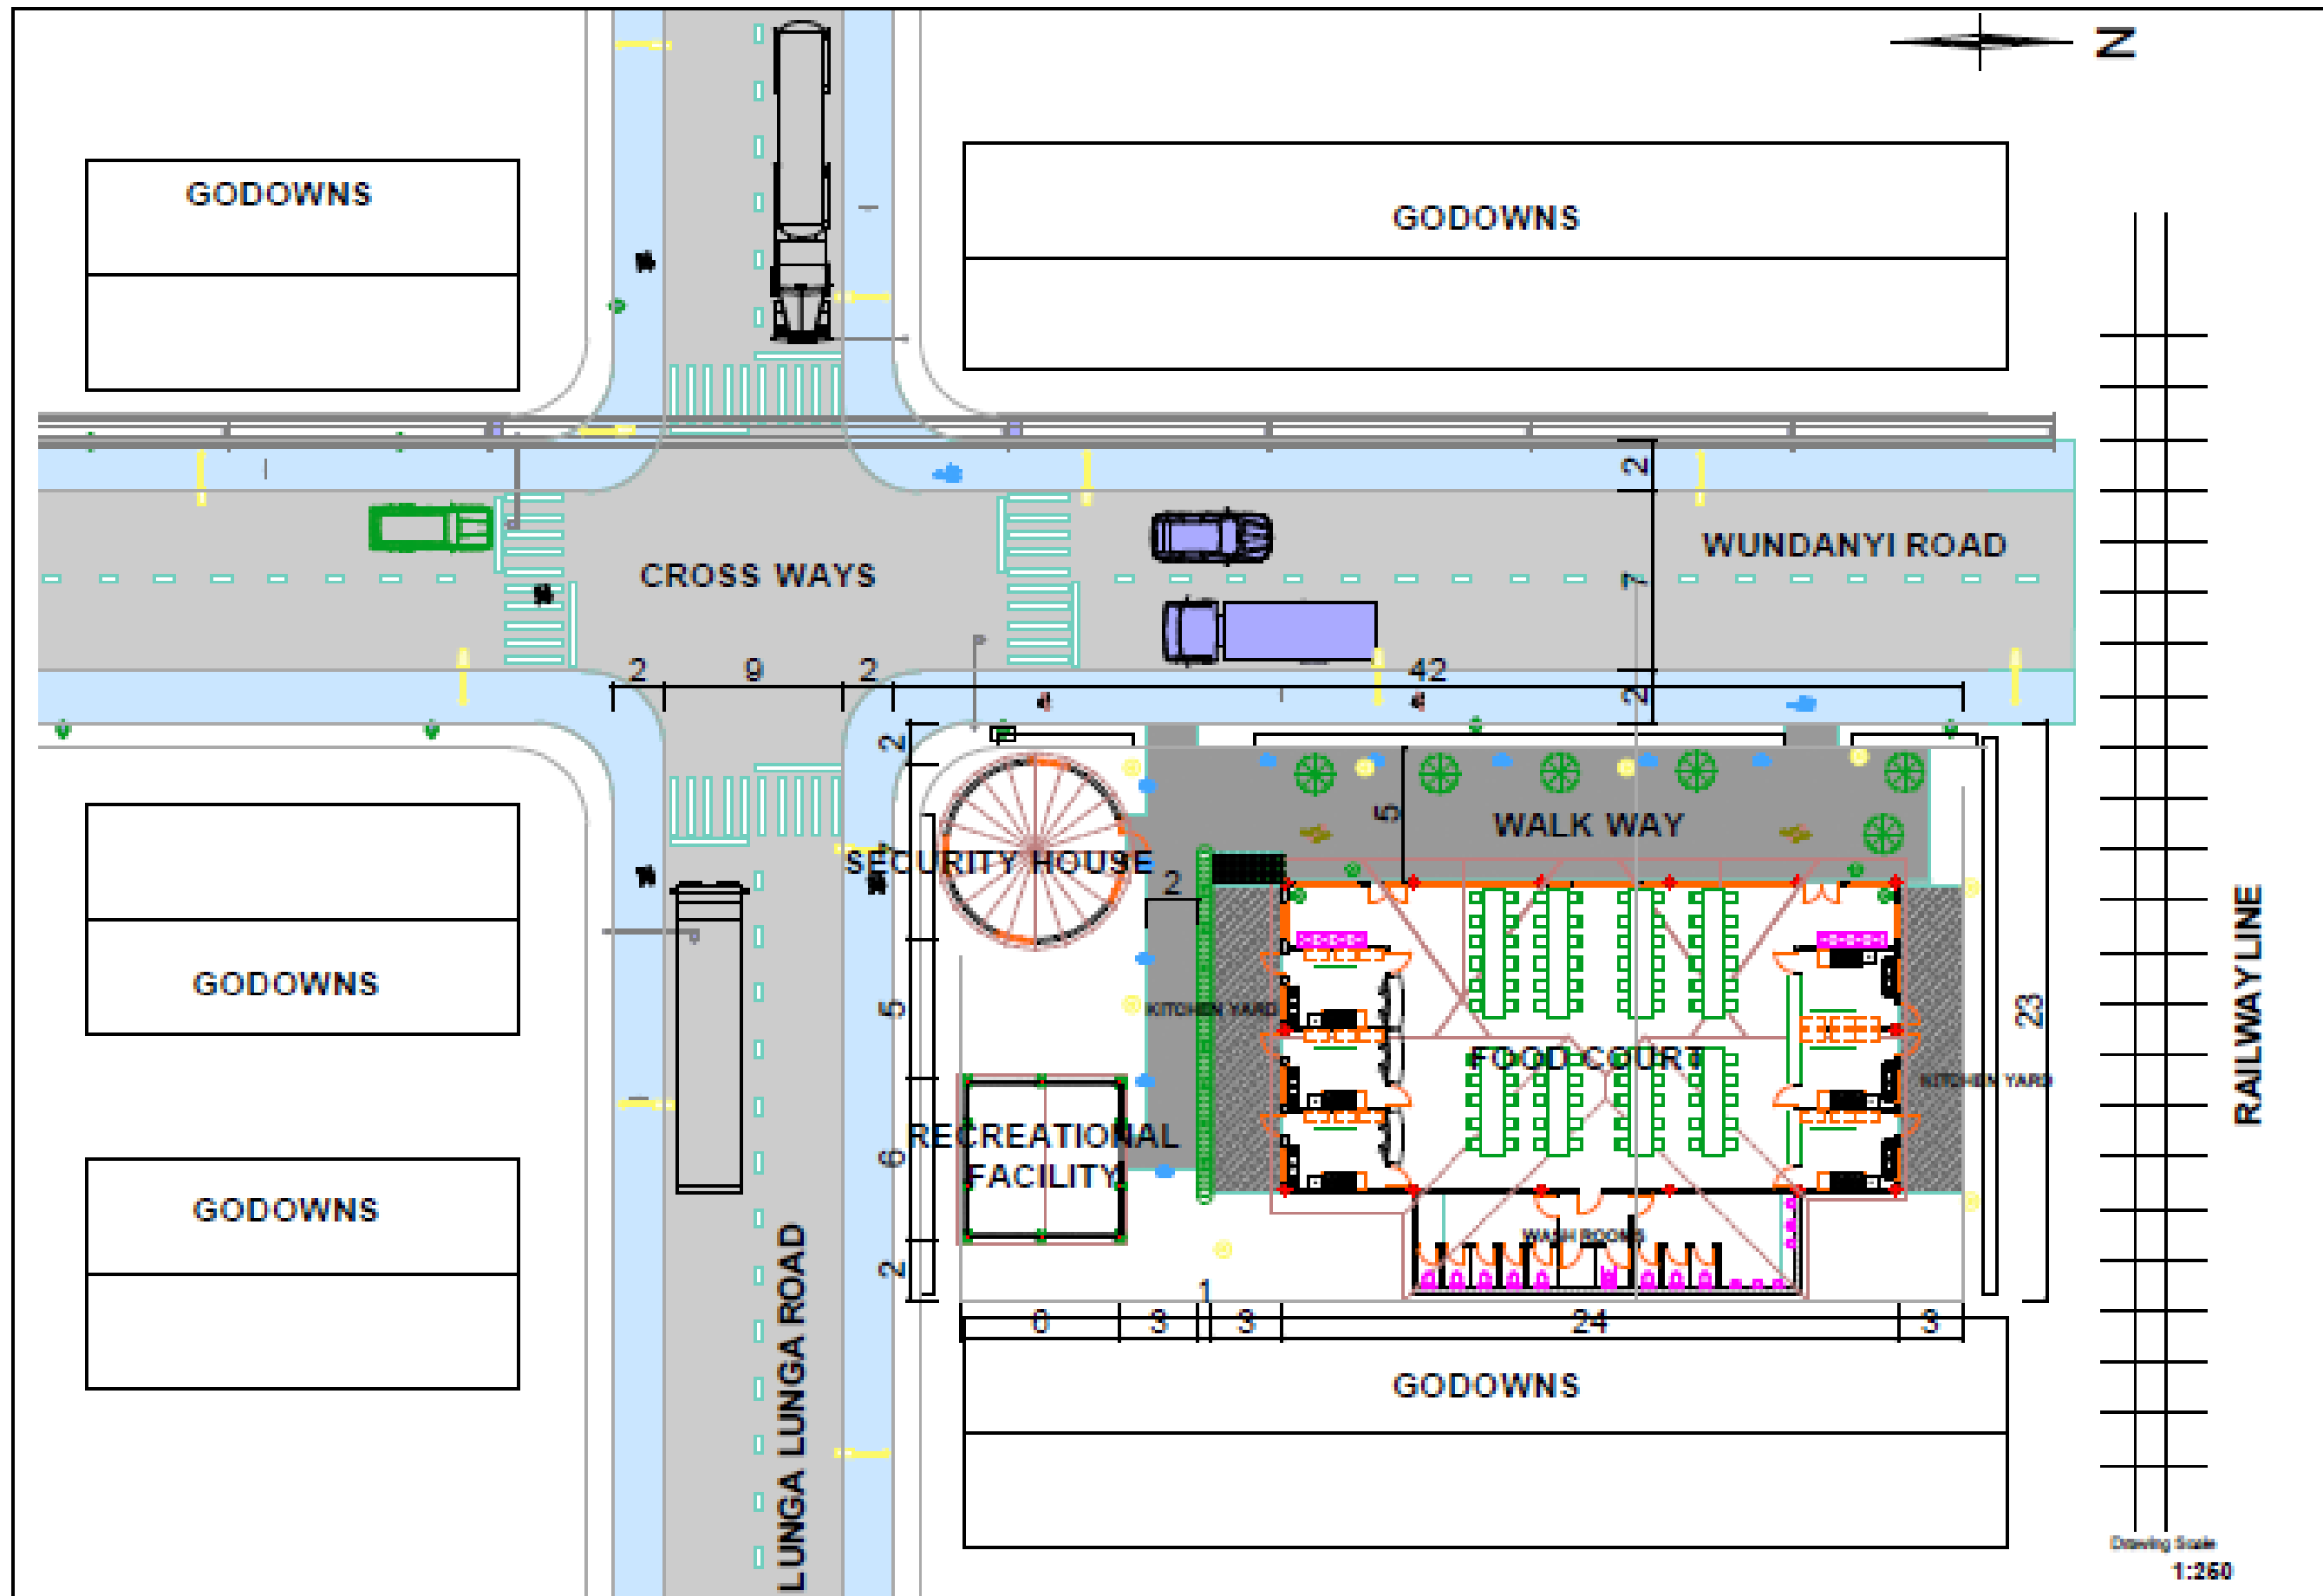 N
GODOWNS
GODOWNS
2
WUNDANYI ROAD
CROSS WAYS
7
2
9
2
42
2
2
5
WALK WAY
SECURITY HOUSE
2
5
KITCHEN YARD
23
RAILWAY LINE
GODOWNS
FOOD COURT
KITCHEN YARD
6
RECREATIONAL
FACILITY
GODOWNS
WASH ROOMS
2
1
6
3
3
24
3
LUNGA LUNGA ROAD
GODOWNS
Drawing Scale
1:250